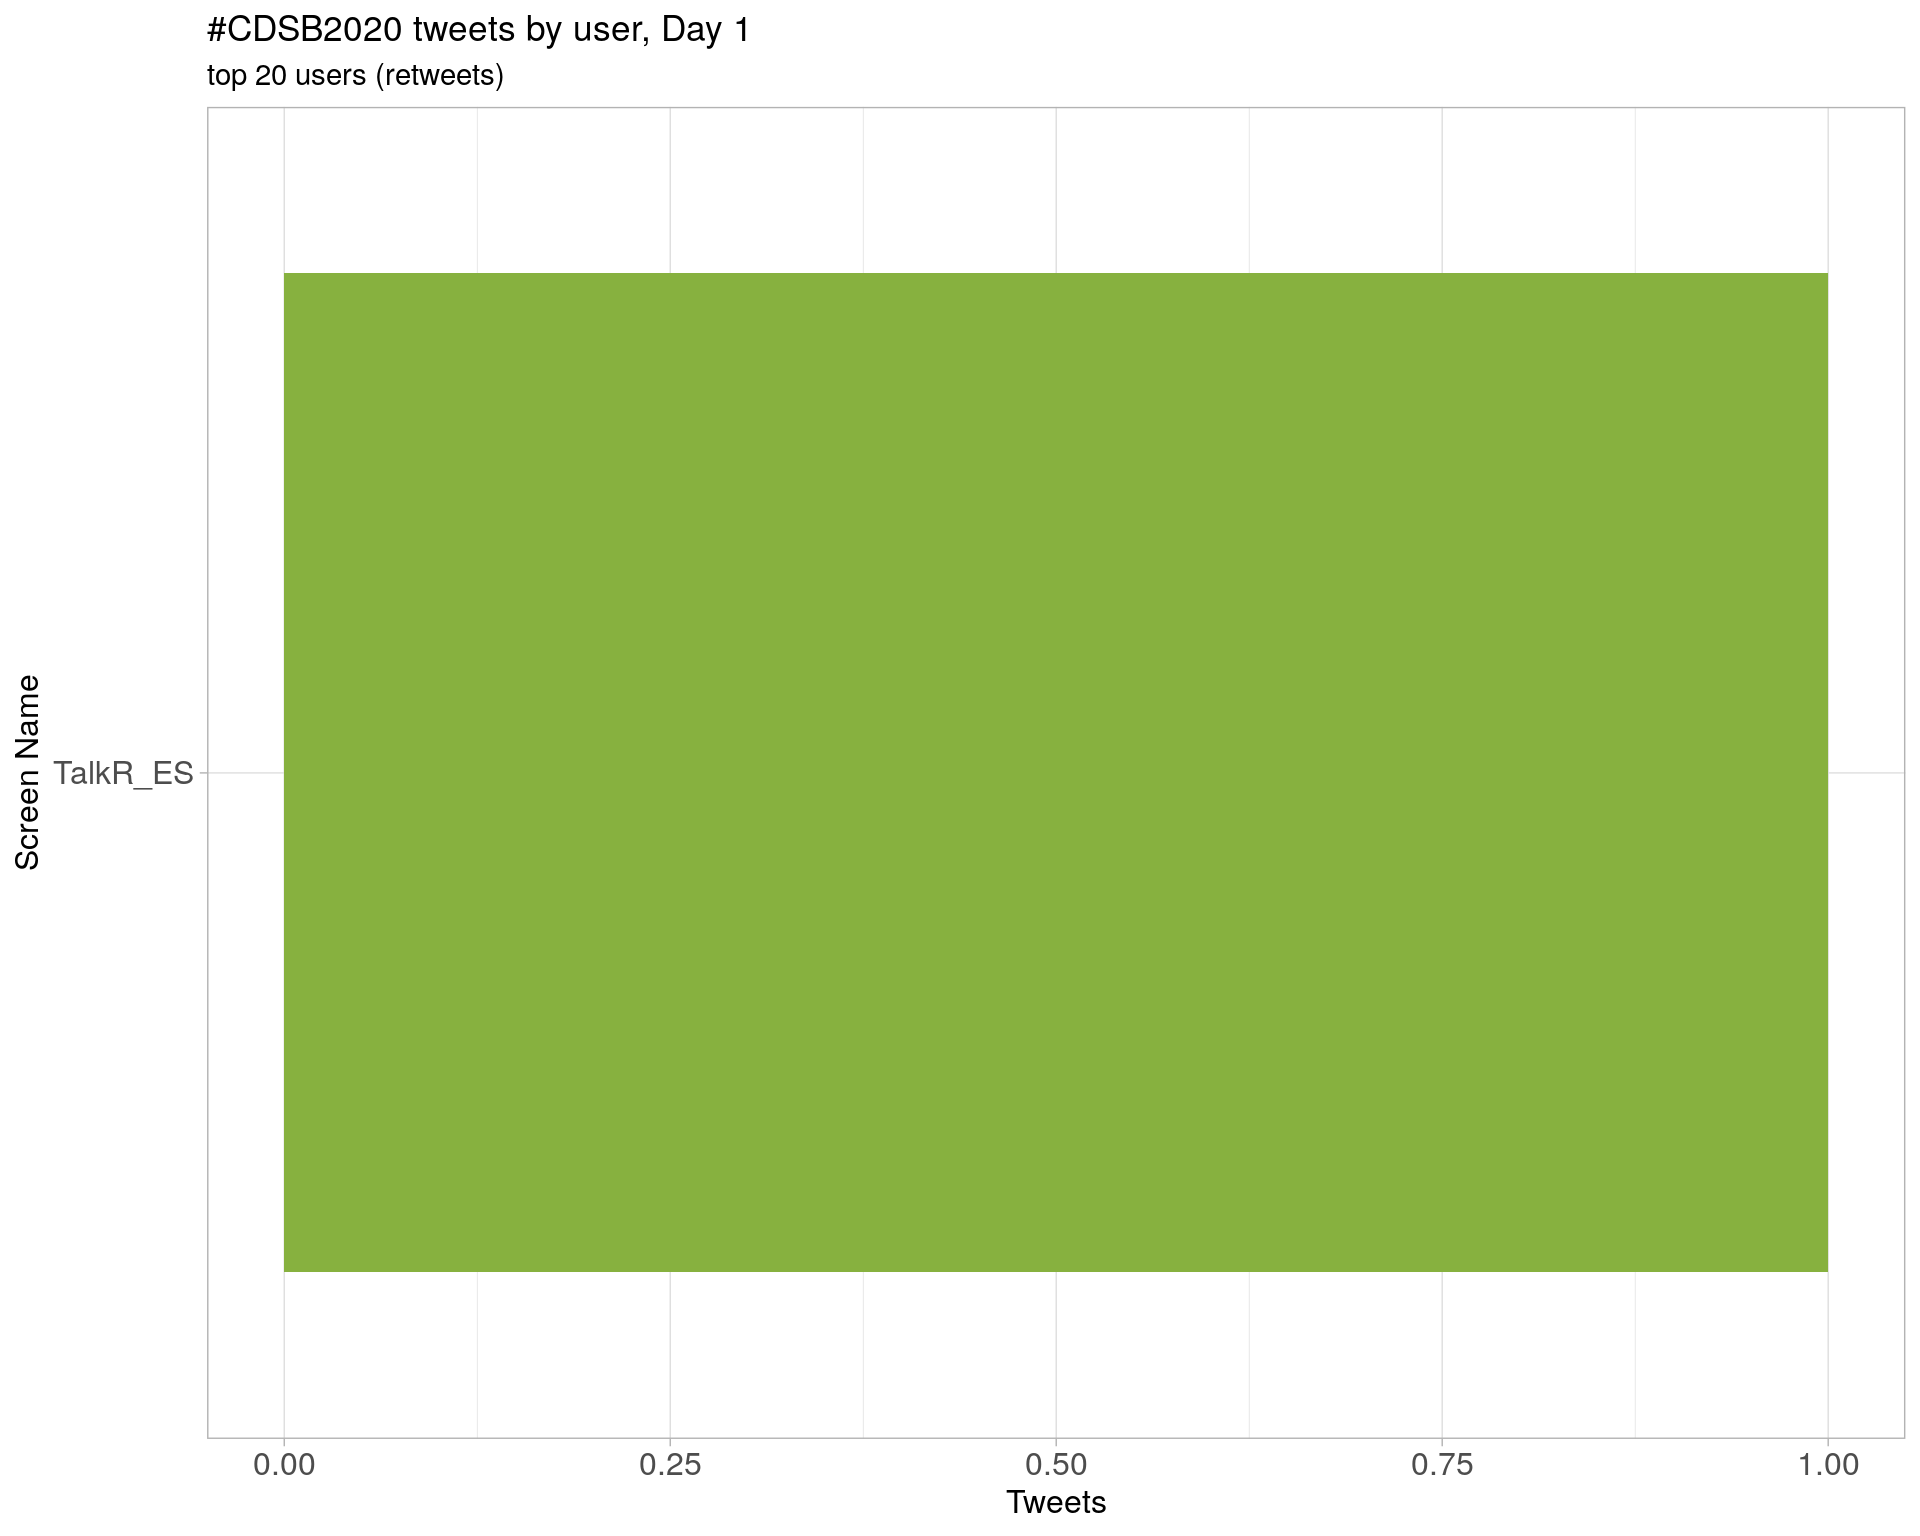 #CDSB2020 tweets by user, Day 1
top 20 users (retweets)
Screen Name
TalkR_ES
0.00 0.25 0.50 0.75 1.00
Tweets